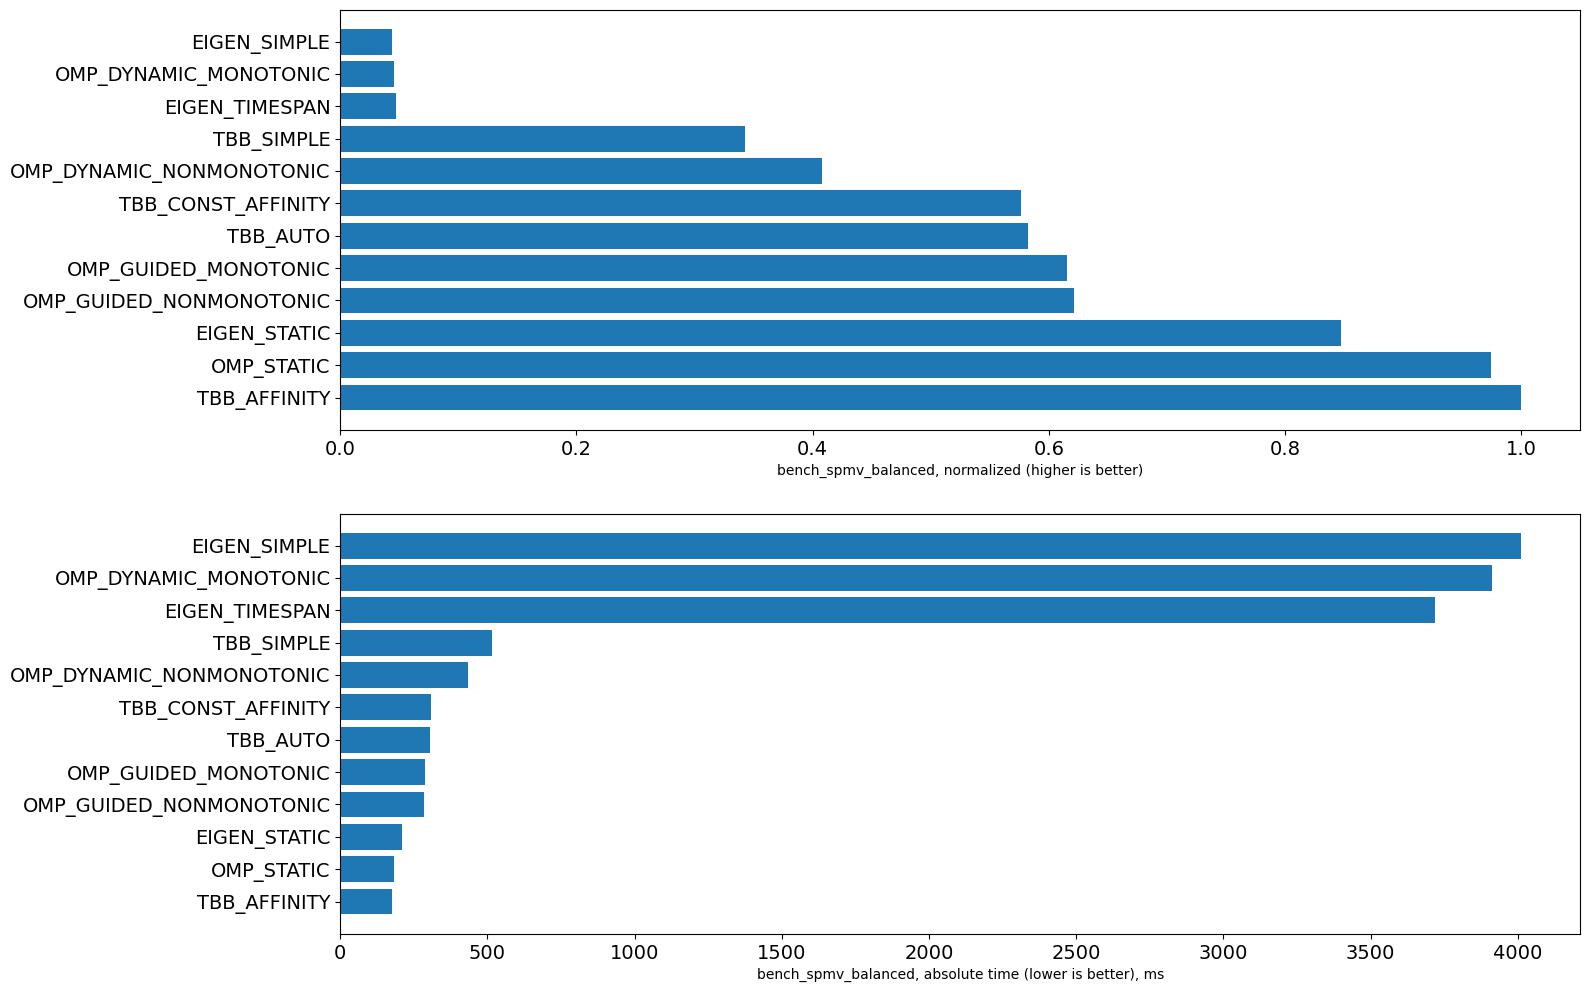 EIGEN_SIMPLE
OMP_DYNAMIC_MONOTONIC
EIGEN_TIMESPAN
TBB_SIMPLE
OMP_DYNAMIC_NONMONOTONIC
TBB_CONST_AFFINITY
TBB_AUTO
OMP_GUIDED_MONOTONIC
OMP_GUIDED_NONMONOTONIC
EIGEN_STATIC
OMP_STATIC
TBB_AFFINITY
0.0 0.2 0.4 0.6 0.8 1.0
bench_spmv_balanced, normalized (higher is better)
EIGEN_SIMPLE
OMP_DYNAMIC_MONOTONIC
EIGEN_TIMESPAN
TBB_SIMPLE
OMP_DYNAMIC_NONMONOTONIC
TBB_CONST_AFFINITY
TBB_AUTO
OMP_GUIDED_MONOTONIC
OMP_GUIDED_NONMONOTONIC
EIGEN_STATIC
OMP_STATIC
TBB_AFFINITY
0 500 1000 1500 2000 2500 3000 3500 4000
bench_spmv_balanced, absolute time (lower is better), ms